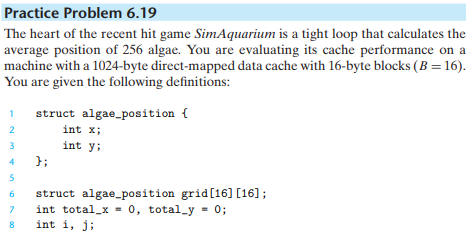 Practice Problem 6.19
The heart of the recent hit game SimAquarium is a tight loop that calculates the
average position of 256 algae. You are evaluating its cache performance on a
machine with a 1024-byte direct-mapped data cache with 16-byte blocks (B = 16).
You are given the following definitions:
1 struct algae_position {
2 int x;
3 int y;
4 };
5
6 struct algae_position grid[16][16];
7 int total_x = 0, total_y = 0;
8 int i, j;